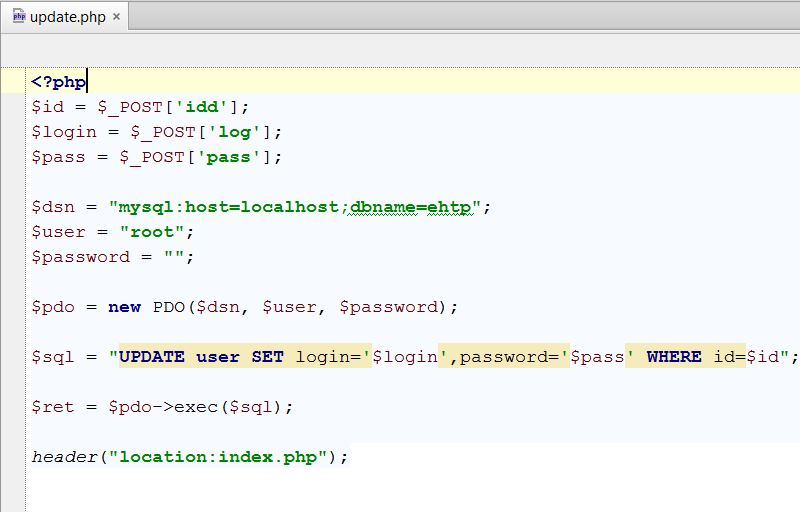 php update.php ×
<?php
$id = $_POST['idd'];
$login = $_POST['log'];
$pass = $_POST['pass'];
$dsn = "mysql:host=localhost;dbname=ehtp";
$user = "root";
$password = "";
$pdo = new PDO($dsn, $user, $password);
$sql = "UPDATE user SET login='$login',password='$pass' WHERE id=$id";
$ret = $pdo->exec($sql);
header("location:index.php");